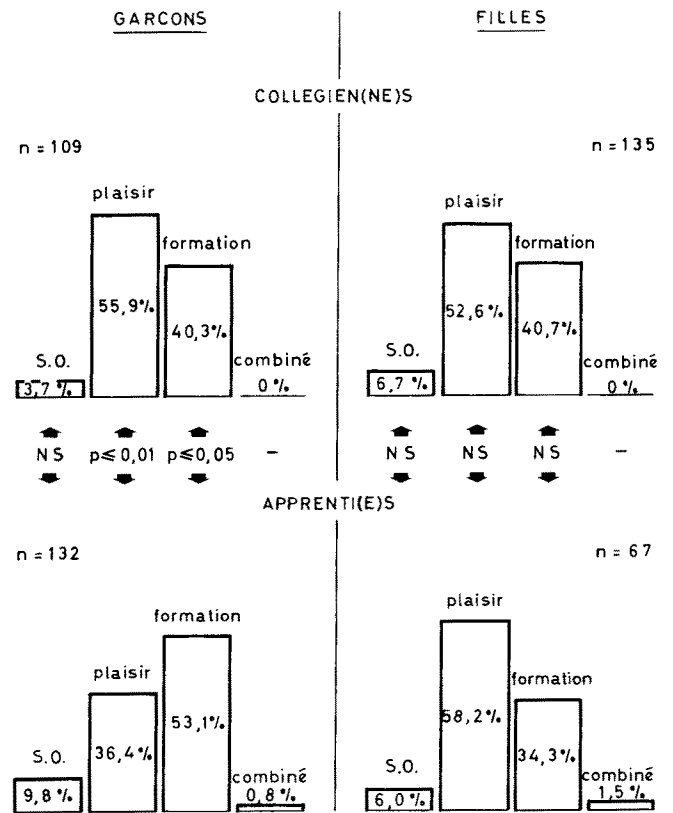 GARCONS FILLES
COLLEGIEN(NE)S
n = 109 n = 135
plaisir plaisir
formation formation
55,9% 52,6%
40,3% 40,7%
S.O. combiné S.O. combiné
3,7% 0% 6,7% 0%
NS p≤0,01 p≤0,05 – NS NS NS –
APPRENTI(E)S
n = 132 n = 67
formation plaisir
plaisir formation
53,1% 58,2%
36,4% 34,3%
S.O. combiné S.O. combiné
9,8% 0,8% 6,0% 1,5%